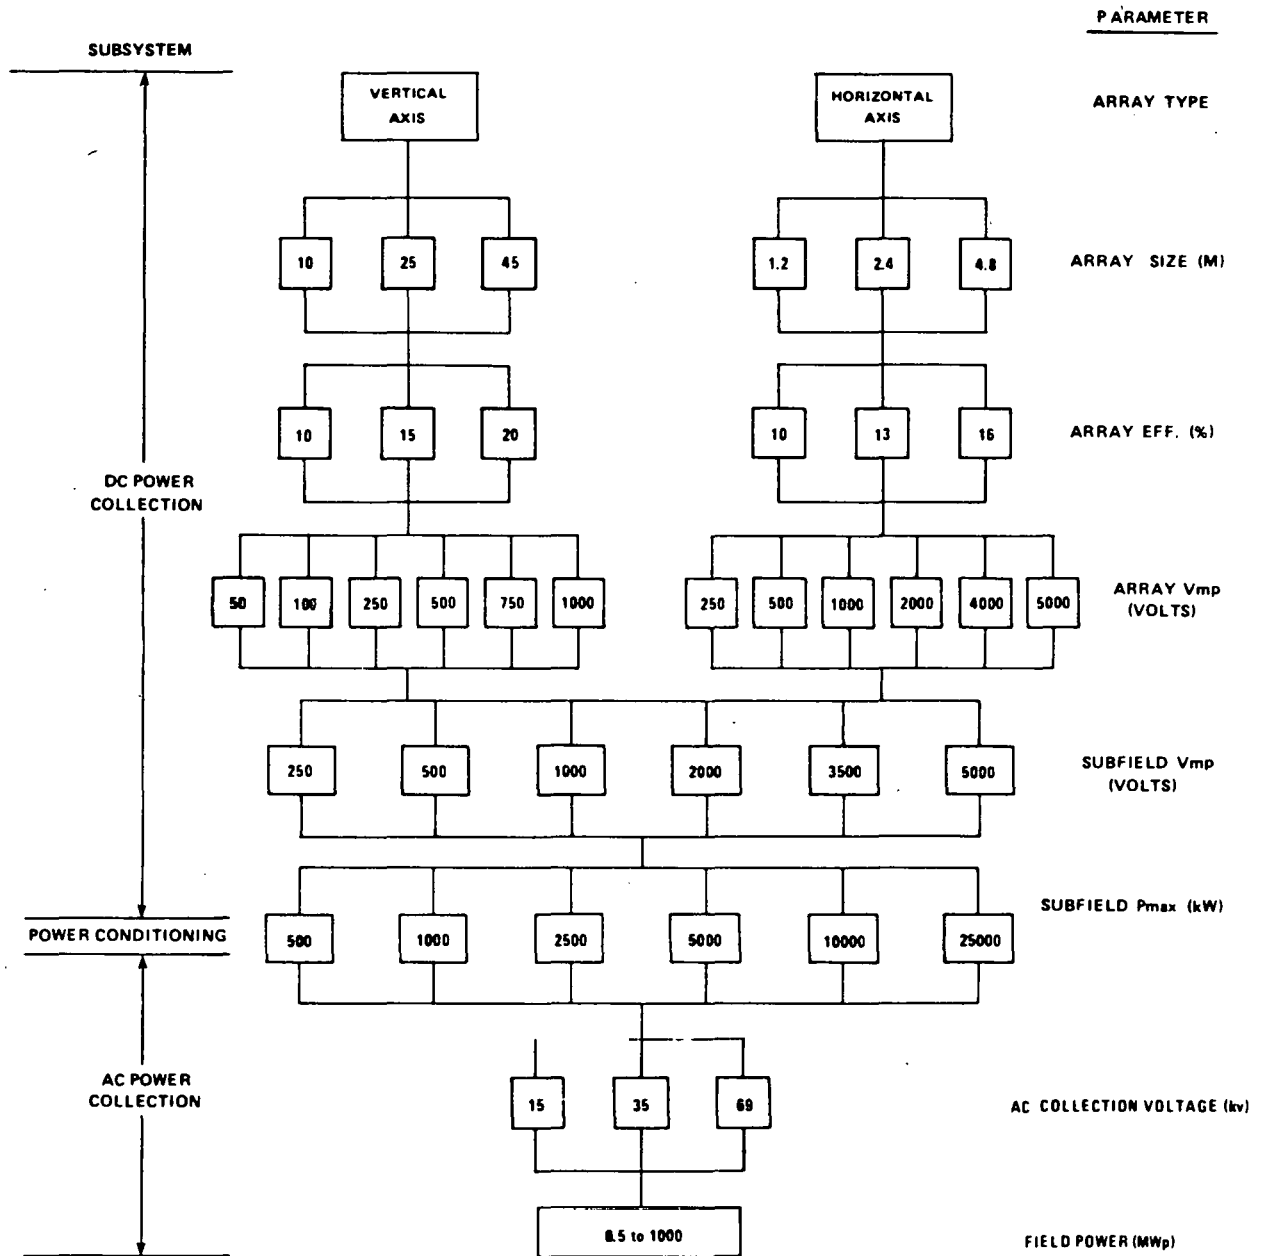 PARAMETER
SUBSYSTEM
VERTICAL
AXIS
HORIZONTAL
AXIS
ARRAY TYPE
10 25 45 1.2 2.4 4.8 ARRAY SIZE (M)
10 15 20 10 13 16 ARRAY EFF. (%)
DC POWER
COLLECTION
50 100 250 500 750 1000 250 500 1000 2000 4000 5000
ARRAY Vmp
(VOLTS)
250 500 1000 2000 3500 5000
SUBFIELD Vmp
(VOLTS)
SUBFIELD Pmax (kW)
POWER CONDITIONING
500 1000 2500 5000 10000 25000
AC POWER
COLLECTION
15 35 69
AC COLLECTION VOLTAGE (kv)
to 1000
FIELD POWER (MWp)